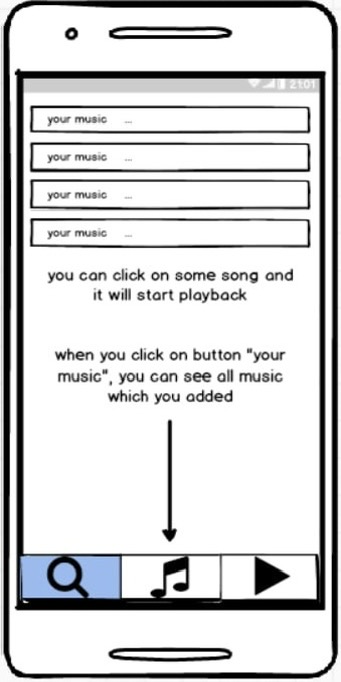 21:01
your music ...
your music ...
your music ...
your music ...
you can click on some song and
it will start playback
when you click on button "your
music", you can see all music
which you added